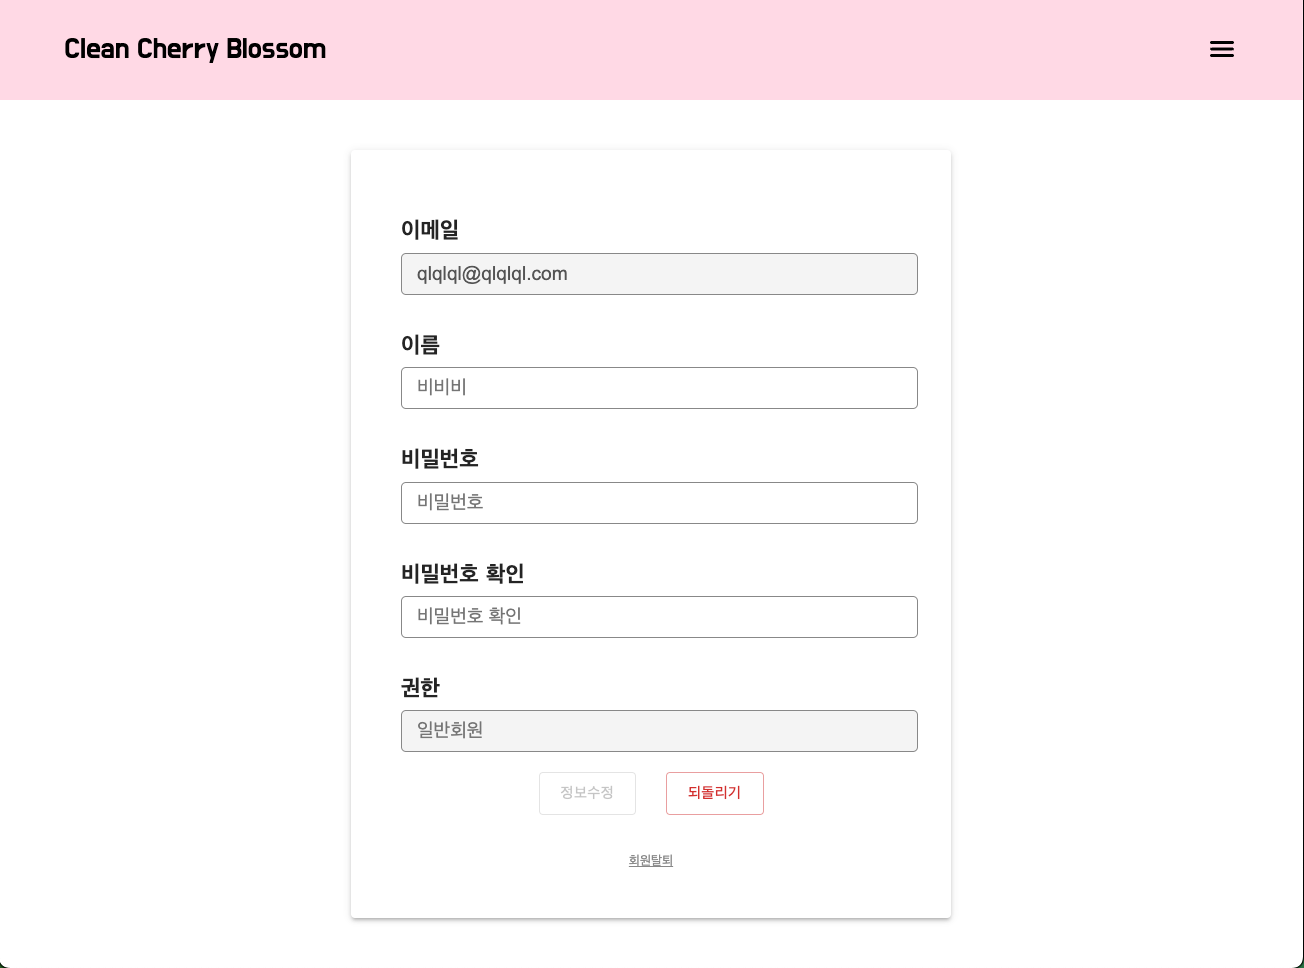 Clean Cherry Blossom
이메일
qlqlql@qlqlql.com
이름
비비비
비밀번호
비밀번호
비밀번호 확인
비밀번호 확인
권한
일반회원
정보수정 되돌리기
회원탈퇴